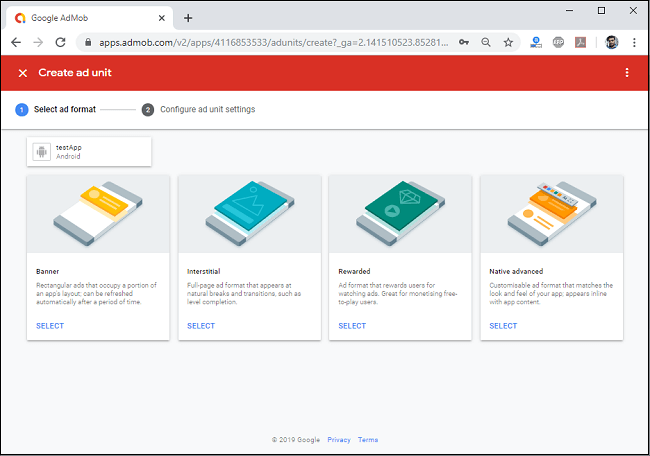 Google AdMob
apps.admob.com/v2/apps/4116853533/adunits/create?_ga=2.141510523.85281...
Create ad unit
1 Select ad format
2 Configure ad unit settings
testApp
Android
Banner
Rectangular ads that occupy a portion of
an app's layout; can be refreshed
automatically after a period of time.
SELECT
Interstitial
Full-page ad format that appears at
natural breaks and transitions, such as
level completion.
SELECT
Rewarded
Ad format that rewards users for
watching ads. Great for monetising free-
to-play users.
SELECT
Native advanced
Customisable ad format that matches the
look and feel of your app; appears inline
with app content.
SELECT
© 2019 Google Privacy Terms